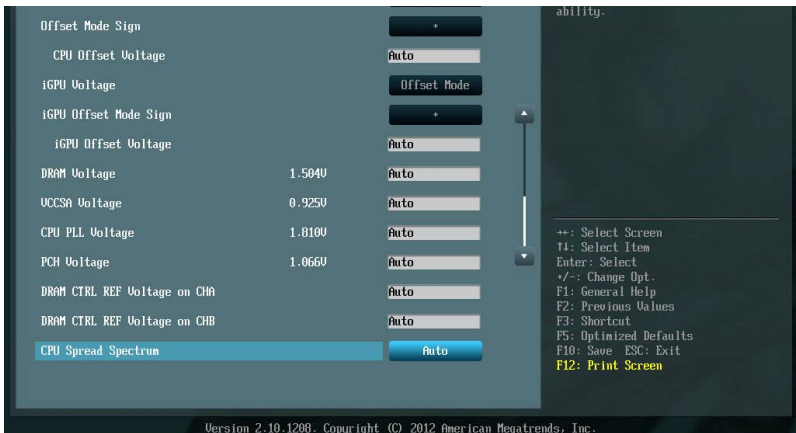 ability.
Offset Mode Sign +
CPU Offset Voltage Auto
iGPU Voltage Offset Mode
iGPU Offset Mode Sign +
iGPU Offset Voltage Auto
DRAM Voltage 1.504V Auto
VCCSA Voltage 0.925V Auto
CPU PLL Voltage 1.810V Auto
PCH Voltage 1.066V Auto
DRAM CTRL REF Voltage on CHA Auto
DRAM CTRL REF Voltage on CHB Auto
CPU Spread Spectrum Auto
→←: Select Screen
↑↓: Select Item
Enter: Select
+/-: Change Opt.
F1: General Help
F2: Previous Values
F3: Shortcut
F5: Optimized Defaults
F10: Save ESC: Exit
F12: Print Screen
Version 2.10.1208. Copyright (C) 2012 American Megatrends, Inc.